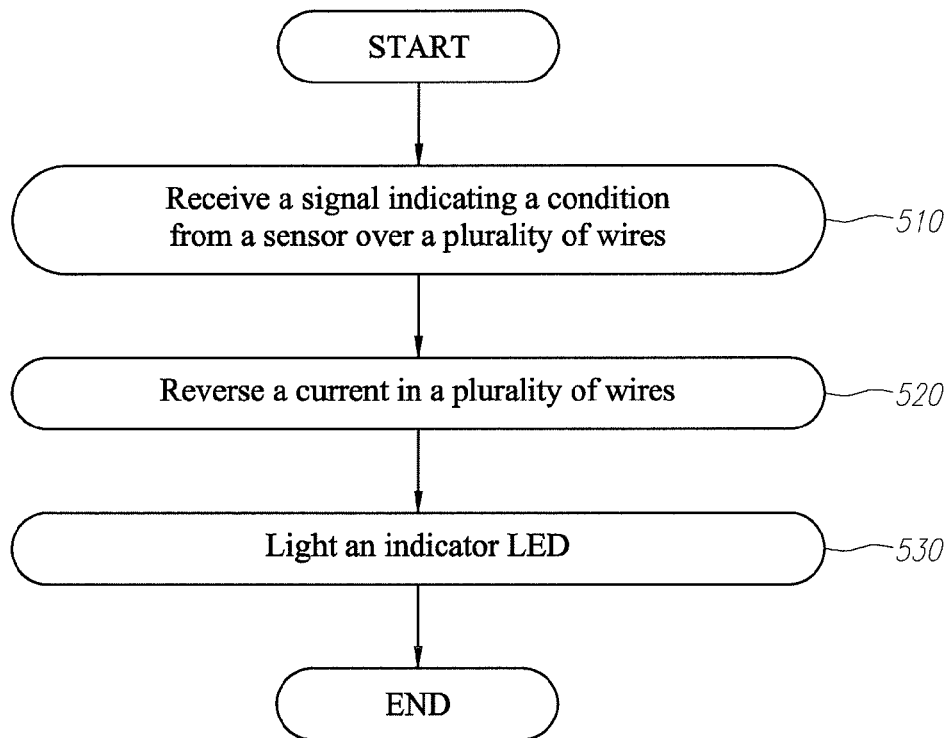 START
Receive a signal indicating a condition
from a sensor over a plurality of wires
510
Reverse a current in a plurality of wires
520
Light an indicator LED
530
END